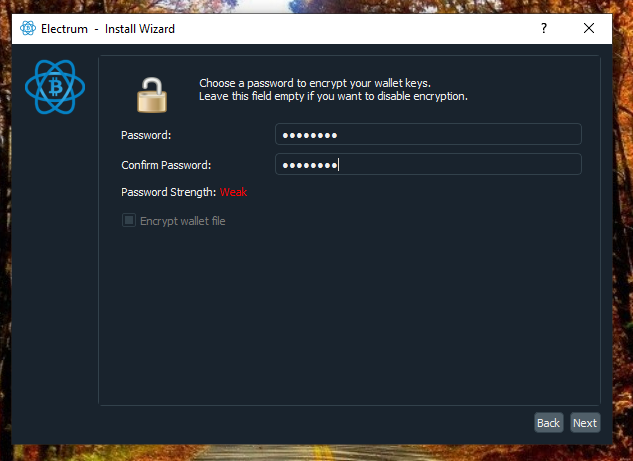 Electrum - Install Wizard
?
Choose a password to encrypt your wallet keys.
Leave this field empty if you want to disable encryption.
Password: ●●●●●●●●
Confirm Password: ●●●●●●●●
Password Strength: Weak
Encrypt wallet file
Back Next